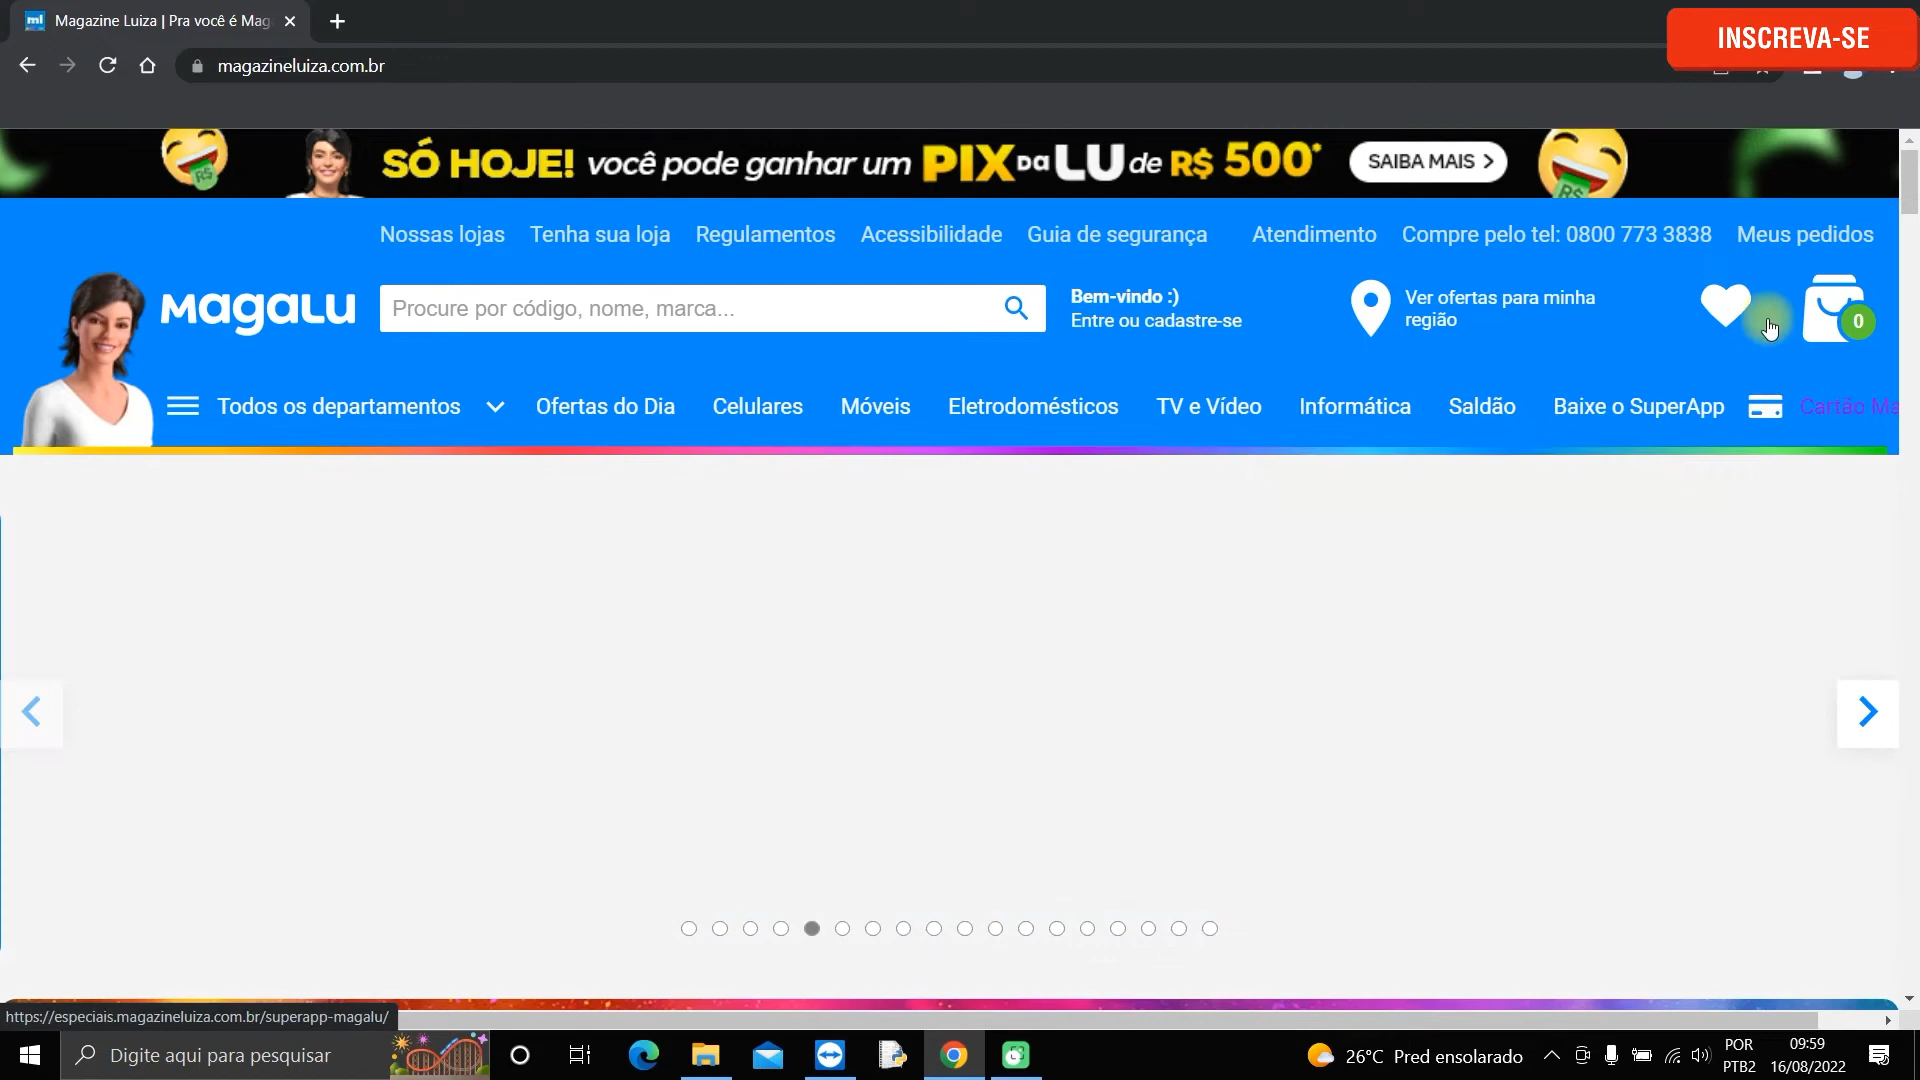 Magazine Luiza | Pra você é Mag
INSCREVA-SE
magazineluiza.com.br
SÓ HOJE! você pode ganhar um PIX Da LU de R$ 500* SAIBA MAIS >
R$
R$
Nossas lojas Tenha sua loja Regulamentos Acessibilidade Guia de segurança Atendimento Compre pelo tel: 0800 773 3838 Meus pedidos
Magalu
Procure por código, nome, marca...
Bem-vindo :)
Entre ou cadastre-se
Ver ofertas para minha
região
0
Todos os departamentos Ofertas do Dia Celulares Móveis Eletrodomésticos TV e Vídeo Informática Saldão Baixe o SuperApp Cartão Ma
https://especiais.magazineluiza.com.br/superapp-magalu/
Digite aqui para pesquisar
26°C Pred ensolarado
POR
PTB2
09:59
16/08/2022